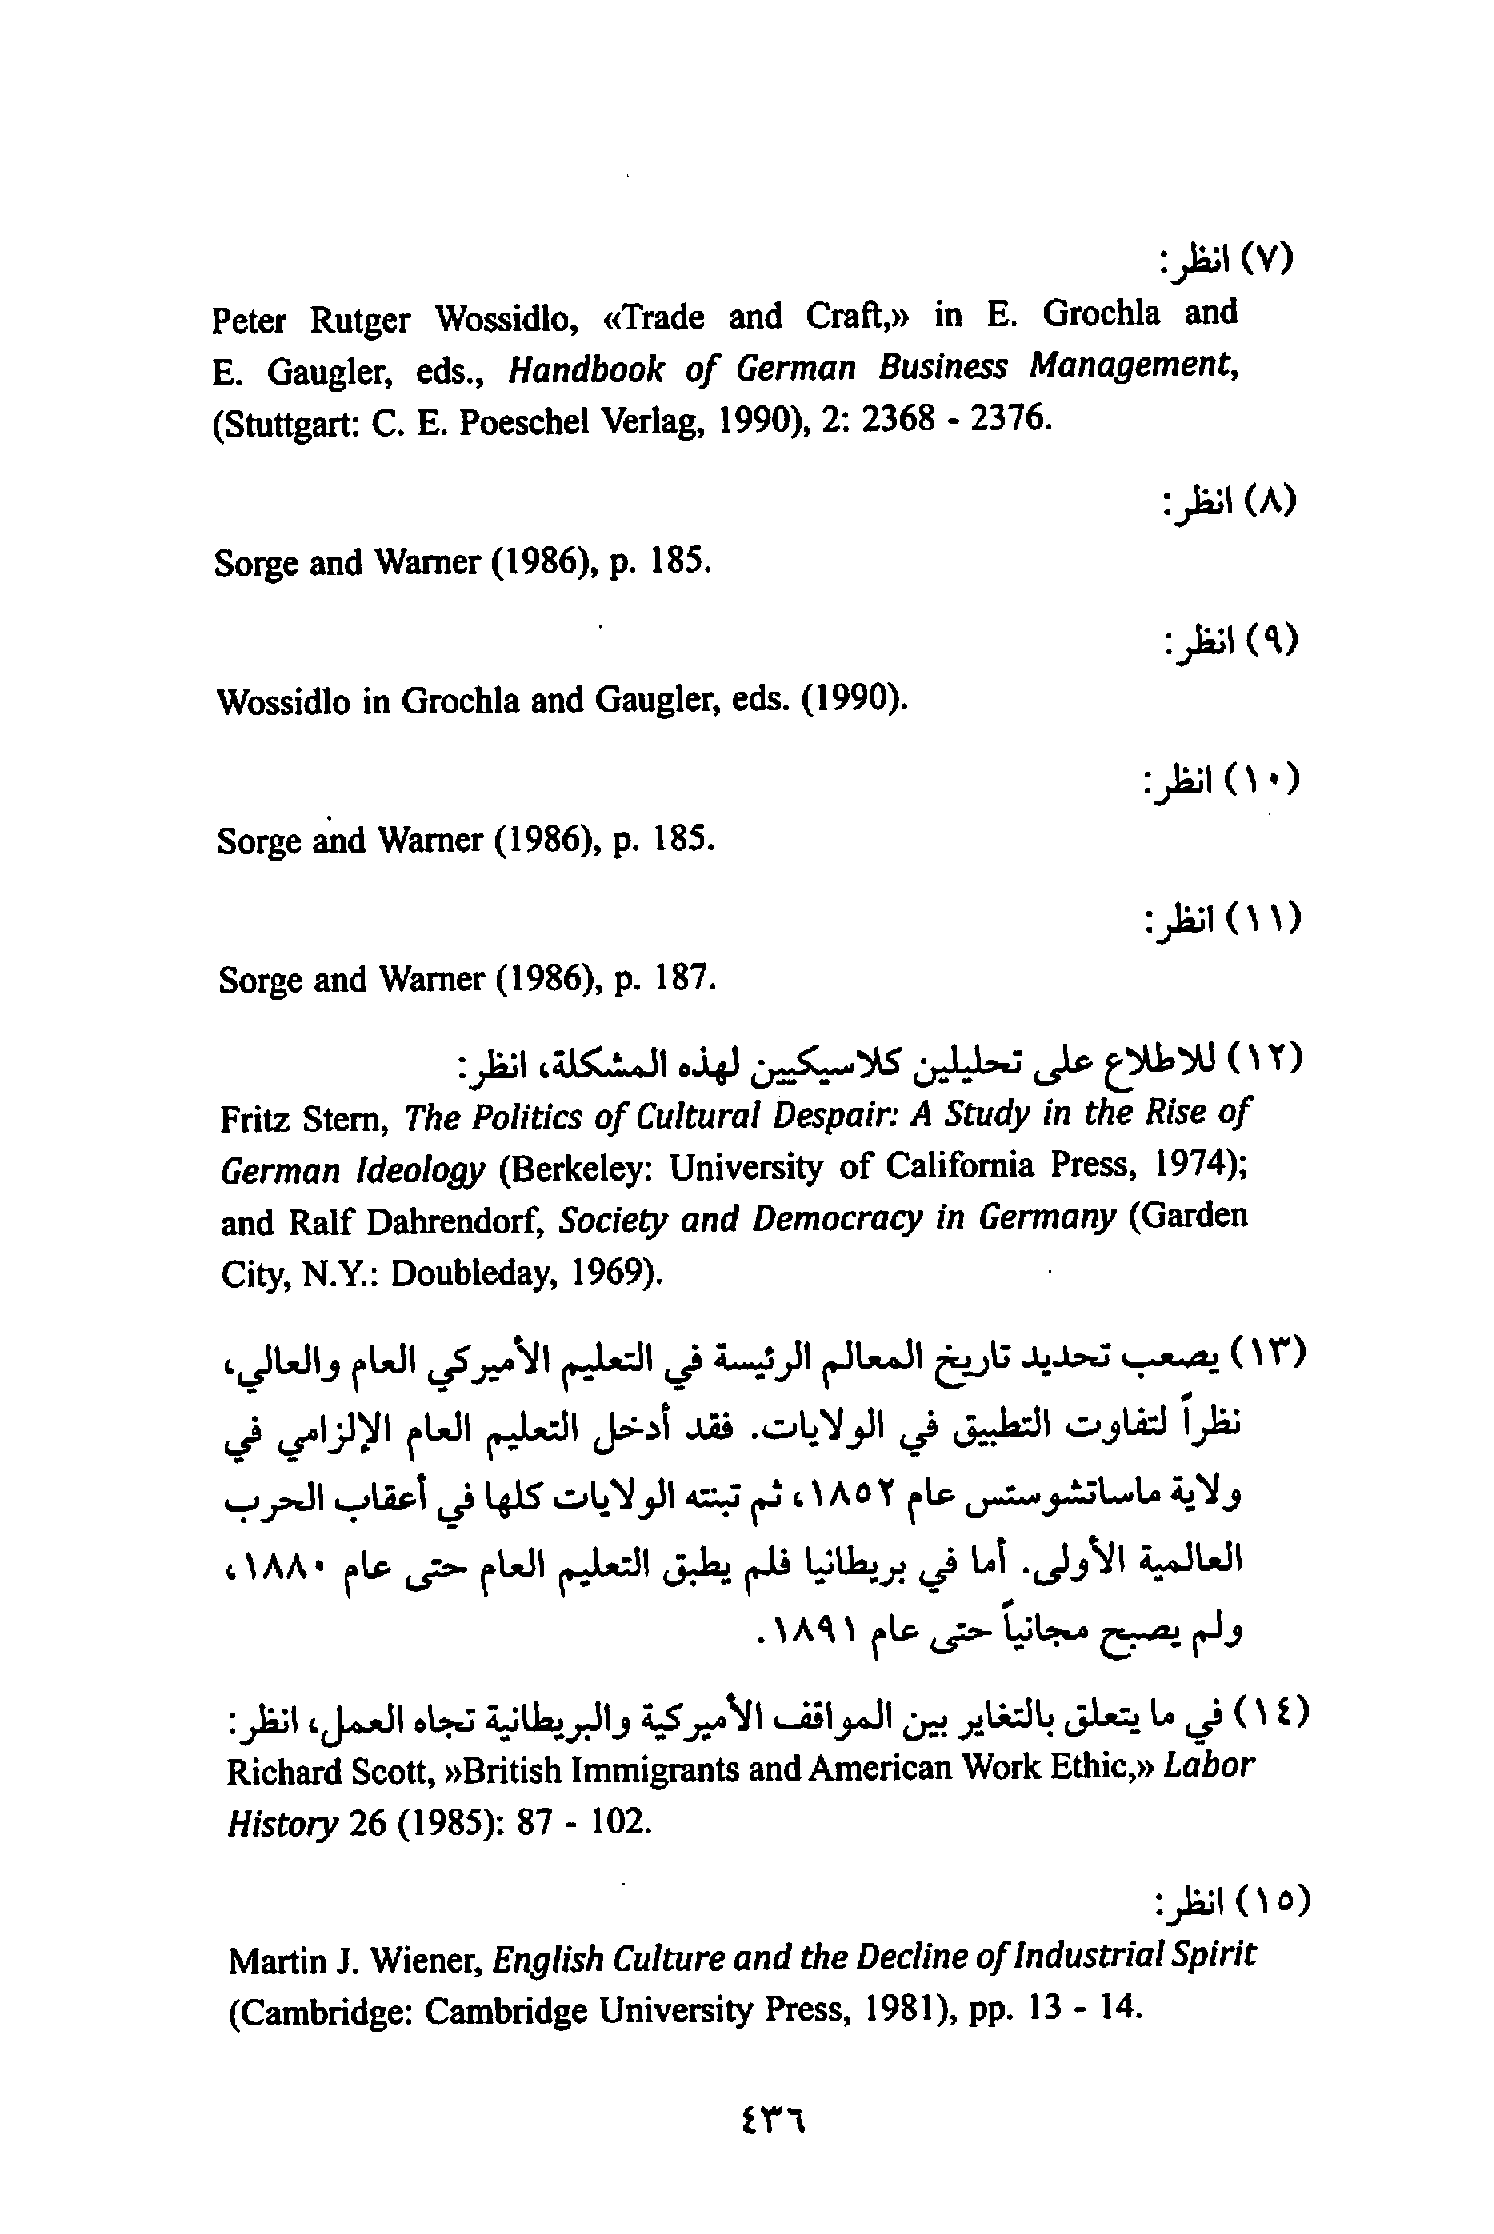 (٧) انظر:
Peter Rutger Wossidlo, «Trade and Craft,» in E. Grochla and
E. Gaugler, eds., Handbook of German Business Management,
(Stuttgart: C. E. Poeschel Verlag, 1990), 2: 2368 - 2376.
(٨) انظر:
Sorge and Warner (1986), p. 185.
(٩) انظر:
Wossidlo in Grochla and Gaugler, eds. (1990).
(١٠) انظر:
Sorge and Warner (1986), p. 185.
(١١) انظر:
Sorge and Warner (1986), p. 187.
(١٢) للاطلاع على تحليلين كلاسيكيين لهذه المشكلة، انظر:
Fritz Stern, The Politics of Cultural Despair: A Study in the Rise of
German Ideology (Berkeley: University of California Press, 1974);
and Ralf Dahrendorf, Society and Democracy in Germany (Garden
City, N.Y.: Doubleday, 1969).
(١٣) يصعب تحديد تاريخ المعالم الرئيسة في التعليم الأميركي العام والعالي،
نظراً لتفاوت التطبيق في الولايات. فقد أدخل التعليم العام الإلزامي في
ولاية ماساتشوستس عام ١٨٥٢، ثم تبنته الولايات كلها في أعقاب الحرب
العالمية الأولى. أما في بريطانيا فلم يطبق التعليم العام حتى عام ١٨٨٠،
ولم يصبح مجانياً حتى عام ١٨٩١.
(١٤) في ما يتعلق بالتغاير بين المواقف الأميركية والبريطانية تجاه العمل، انظر:
Richard Scott, »British Immigrants and American Work Ethic,» Labor
History 26 (1985): 87 - 102.
(١٥) انظر:
Martin J. Wiener, English Culture and the Decline of Industrial Spirit
(Cambridge: Cambridge University Press, 1981), pp. 13 - 14.
٤٣٦